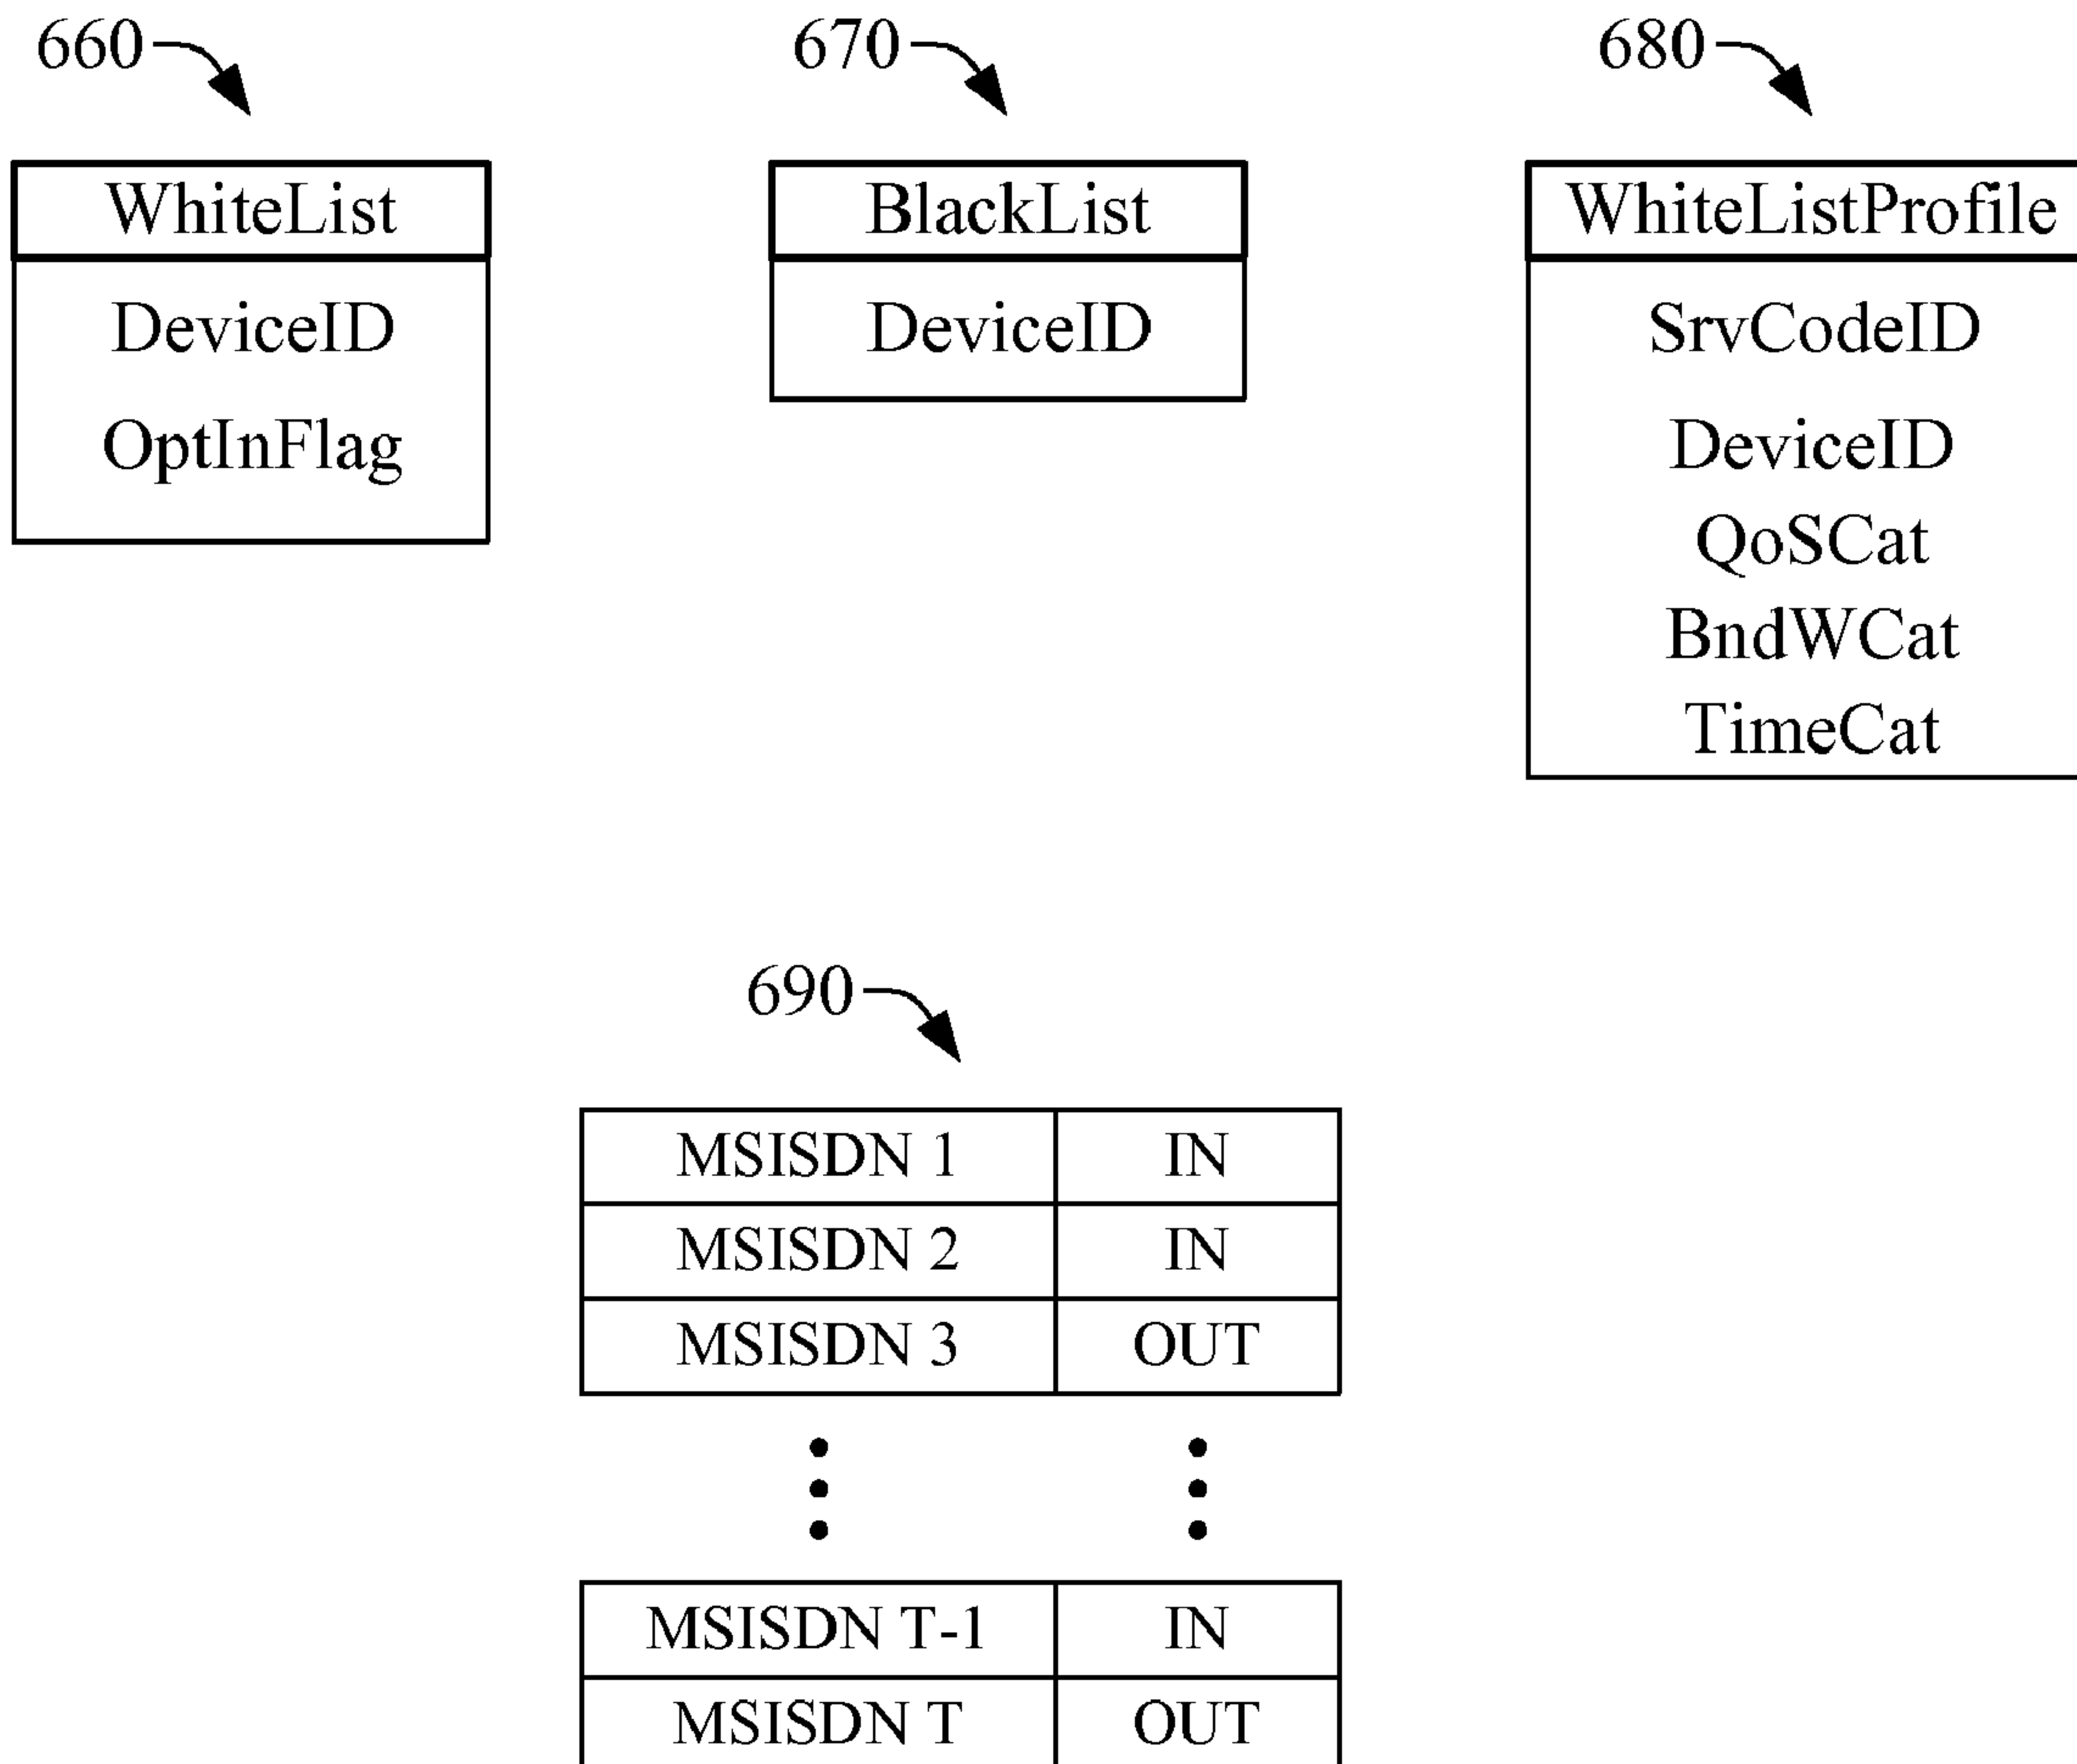 660 670 680
WhiteList BlackList WhiteListProfile
DeviceID DeviceID SrvCodeID
OptInFlag DeviceID
QoSCat
BndWCat
TimeCat
690
MSISDN 1 IN
MSISDN 2 IN
MSISDN 3 OUT
MSISDN T-1 IN
MSISDN T OUT